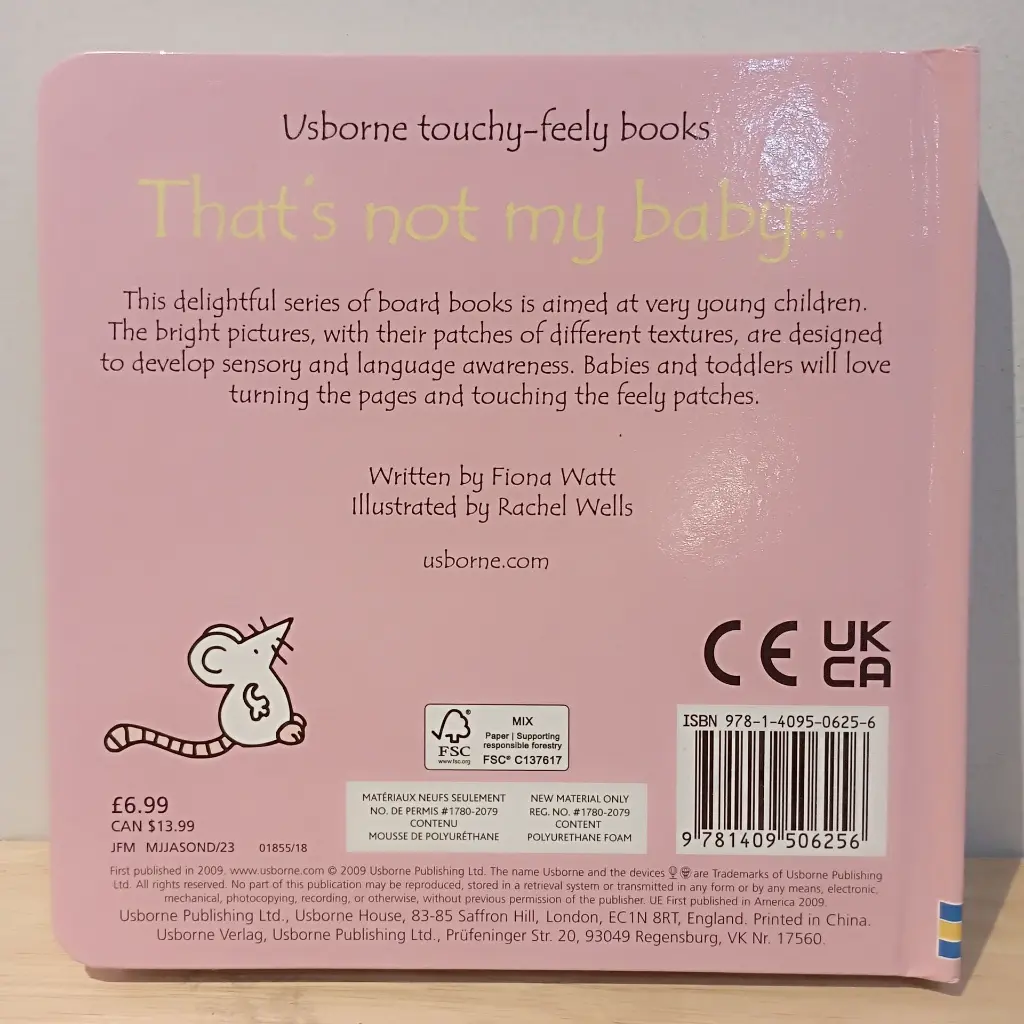 Usborne touchy-feely books
That's not my baby...
This delightful series of board books is aimed at very young children.
The bright pictures, with their patches of different textures, are designed
to develop sensory and language awareness. Babies and toddlers will love
turning the pages and touching the feely patches.
Written by Fiona Watt
Illustrated by Rachel Wells
usborne.com
CE UK
CA
FSC®
www.fsc.org
MIX
Paper | Supporting
responsible forestry
FSC® C137617
ISBN 978-1-4095-0625-6
9 781409 506256
£6.99
CAN $13.99
JFM MJJASOND/23 01855/18
MATÉRIAUX NEUFS SEULEMENT
NO. DE PERMIS #1780-2079
CONTENU
MOUSSE DE POLYURÉTHANE
NEW MATERIAL ONLY
REG. NO. #1780-2079
CONTENT
POLYURETHANE FOAM
First published in 2009. www.usborne.com © 2009 Usborne Publishing Ltd. The name Usborne and the devices are Trademarks of Usborne Publishing
Ltd. All rights reserved. No part of this publication may be reproduced, stored in a retrieval system or transmitted in any form or by any means, electronic,
mechanical, photocopying, recording, or otherwise, without previous permission of the publisher. UE First published in America 2009.
Usborne Publishing Ltd., Usborne House, 83-85 Saffron Hill, London, EC1N 8RT, England. Printed in China.
Usborne Verlag, Usborne Publishing Ltd., Prüfeninger Str. 20, 93049 Regensburg, VK Nr. 17560.